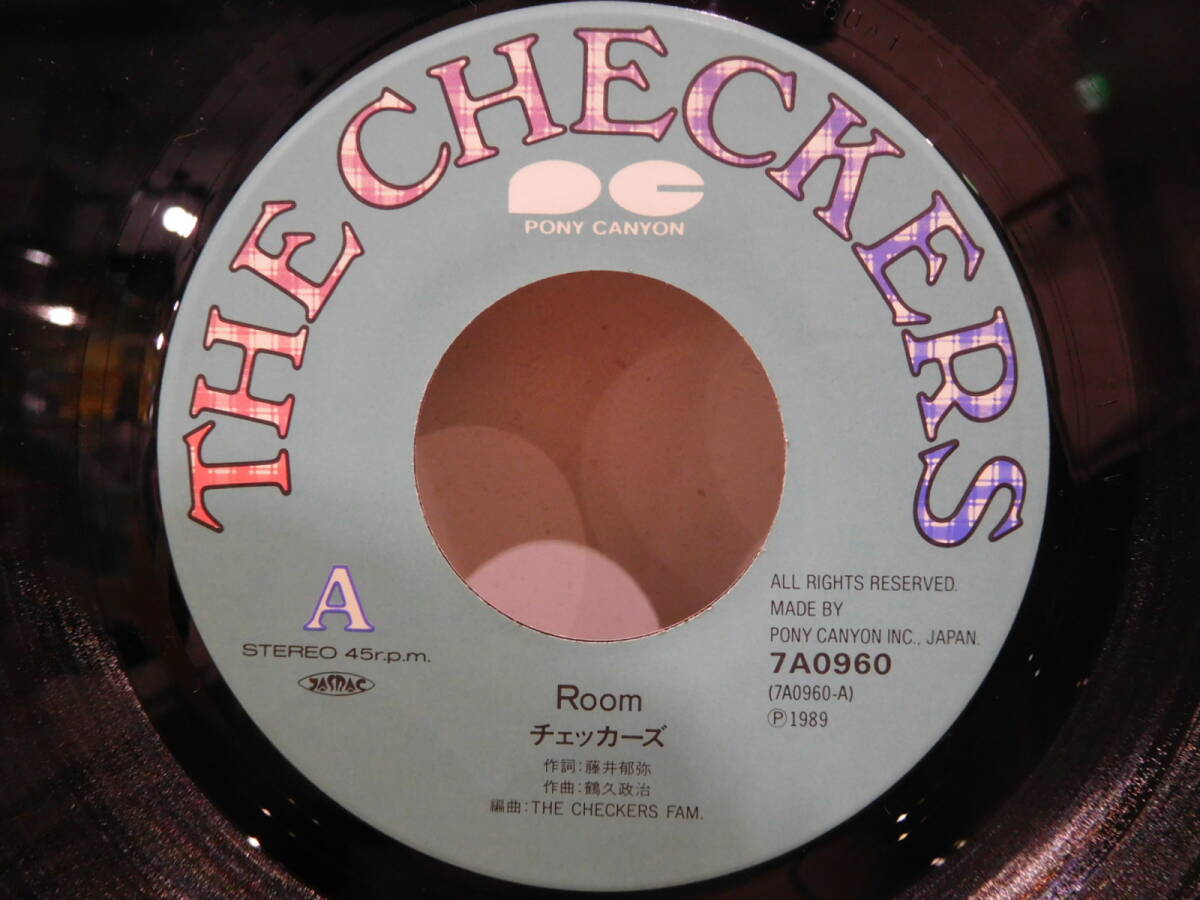 THE CHECKERS
PONY CANYON
A
STEREO 45r.p.m.
JASRAC
ALL RIGHTS RESERVED.
MADE BY
PONY CANYON INC., JAPAN.
7A0960
(7A0960-A)
Ⓟ1989
Room
チェッカーズ
作詞:藤井郁弥
作曲:鶴久政治
編曲:THE CHECKERS FAM.